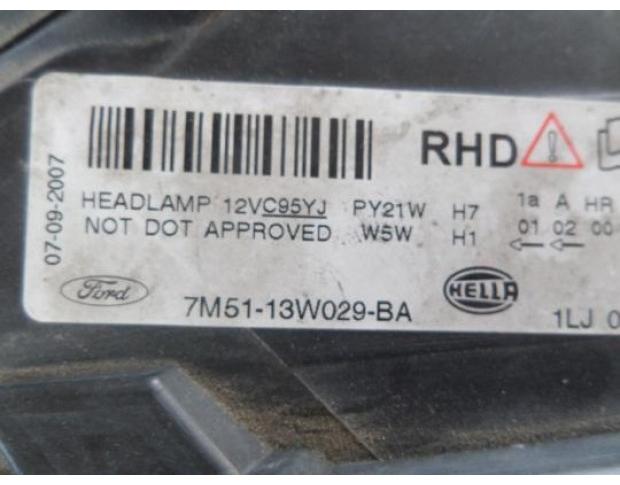 RHD
07-09-2007
HEADLAMP 12VC95YJ PY21W H7 1a A HR
NOT DOT APPROVED W5W H1 01 02 00
Ford
7M51-13W029-BA
HELLA
1LJ 0